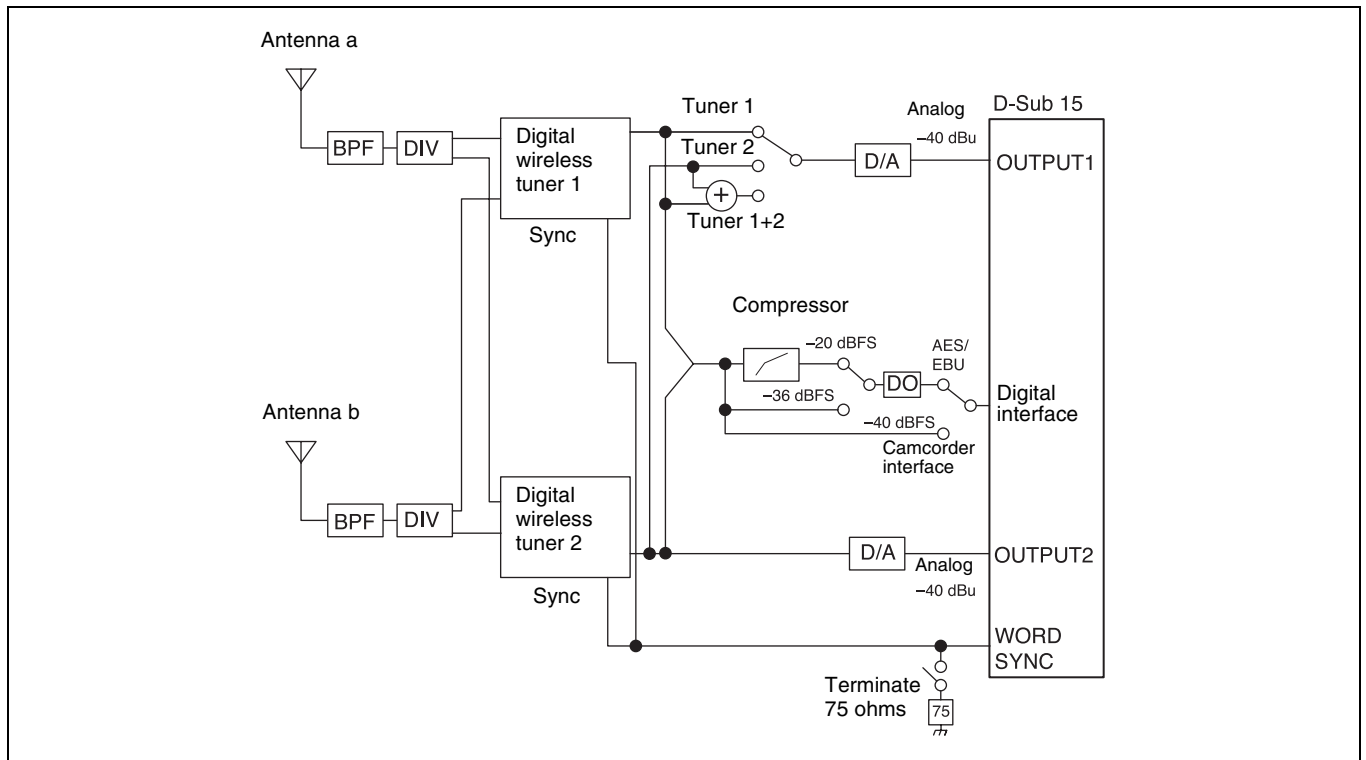 Antenna a
BPF
DIV
Digital
wireless
tuner 1
Sync
Tuner 1
Tuner 2
+
Tuner 1+2
D/A
Analog
–40 dBu
D-Sub 15
OUTPUT1
Compressor
–20 dBFS
–36 dBFS
–40 dBFS
DO
AES/
EBU
Camcorder
interface
Digital
interface
Antenna b
BPF
DIV
Digital
wireless
tuner 2
Sync
D/A
Analog
–40 dBu
OUTPUT2
WORD
SYNC
Terminate
75 ohms
75